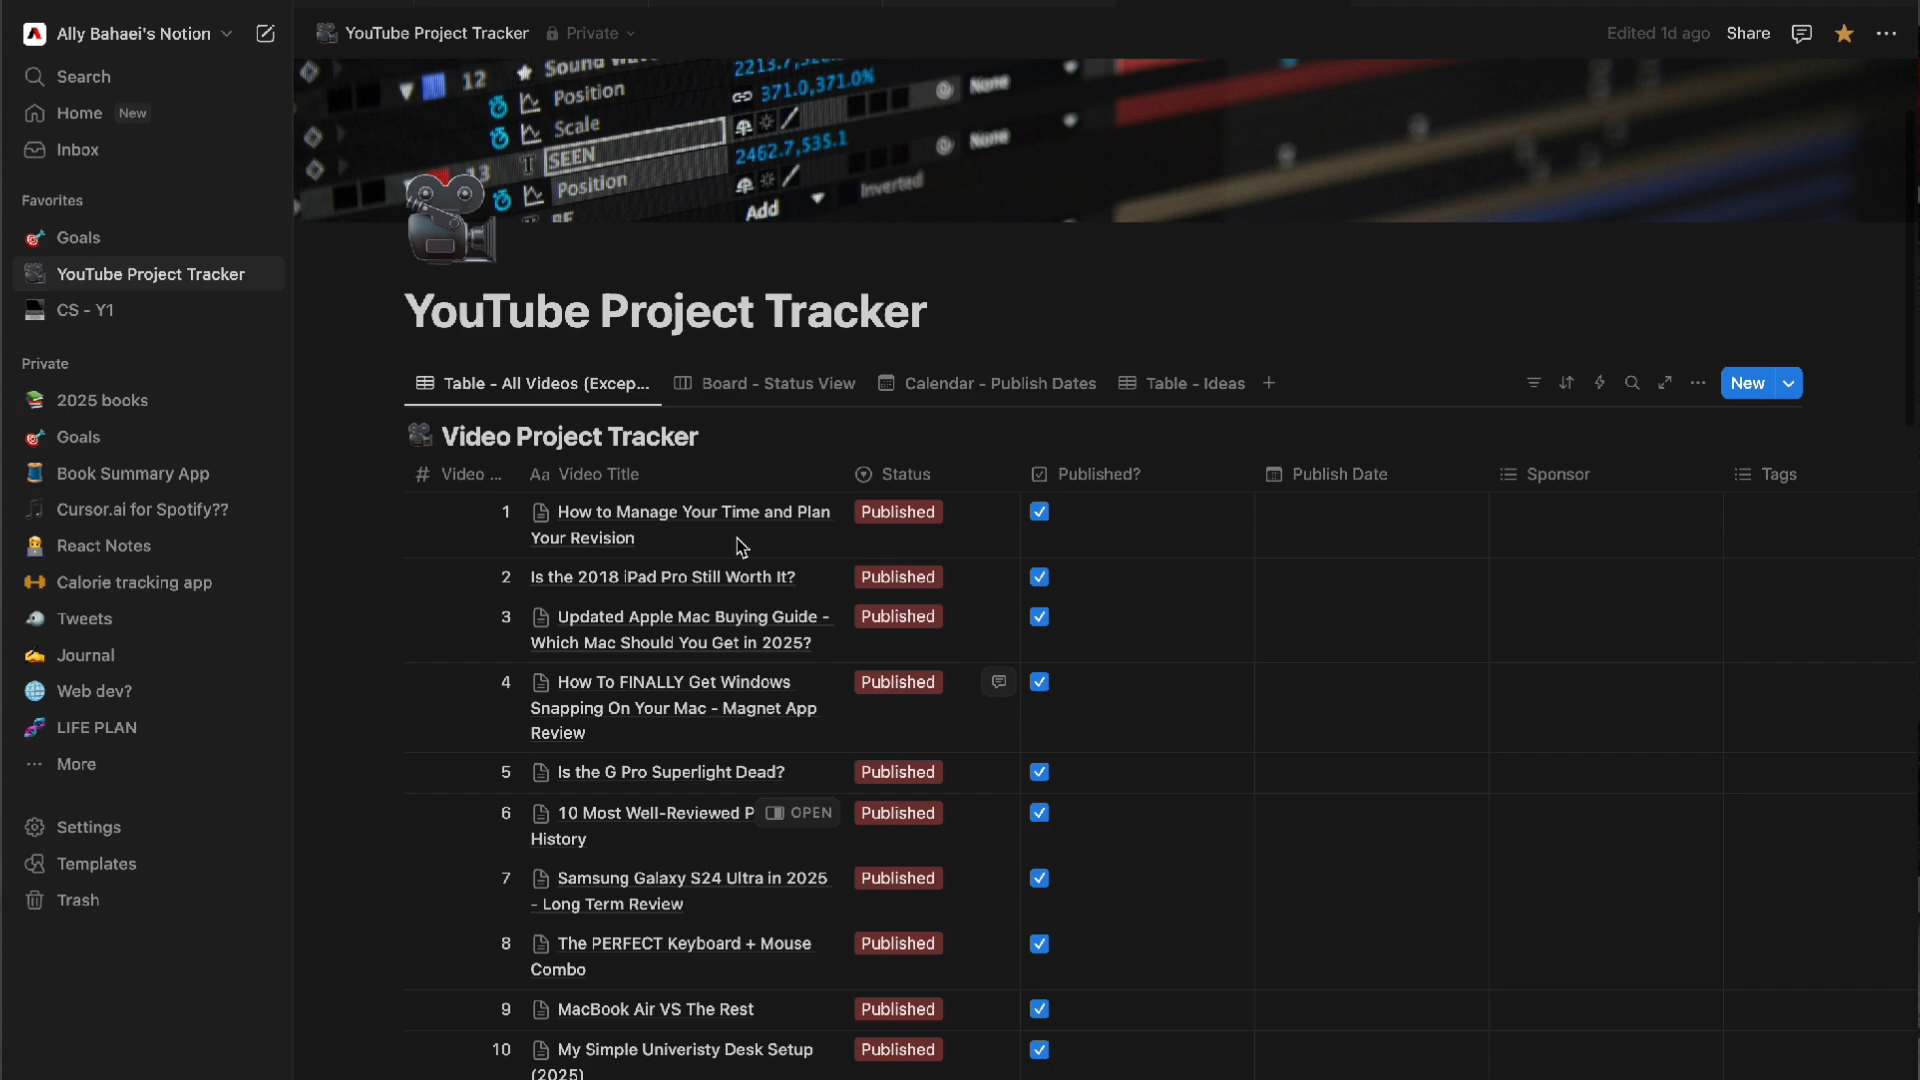 Ally Bahaei's Notion
Search
Home New
Inbox
Favorites
Goals
YouTube Project Tracker
CS - Y1
Private
2025 books
Goals
Book Summary App
Cursor.ai for Spotify??
React Notes
Calorie tracking app
Tweets
Journal
Web dev?
LIFE PLAN
More
Settings
Templates
Trash
YouTube Project Tracker Private
Edited 1d ago Share
12
Position 371.0,371.0% None
Scale
SEEN 2462.7,535.1 None
13
Position Inverted
Add
YouTube Project Tracker
Table - All Videos (Excep... Board - Status View Calendar - Publish Dates Table - Ideas + New
Video Project Tracker
# Video ... Aa Video Title Status Published? Publish Date Sponsor Tags
1 How to Manage Your Time and Plan Published
Your Revision
2 Is the 2018 iPad Pro Still Worth It? Published
3 Updated Apple Mac Buying Guide - Published
Which Mac Should You Get in 2025?
4 How To FINALLY Get Windows Published
Snapping On Your Mac - Magnet App
Review
5 Is the G Pro Superlight Dead? Published
6 10 Most Well-Reviewed P OPEN Published
History
7 Samsung Galaxy S24 Ultra in 2025 Published
- Long Term Review
8 The PERFECT Keyboard + Mouse Published
Combo
9 MacBook Air VS The Rest Published
10 My Simple Univeristy Desk Setup Published
(2025)